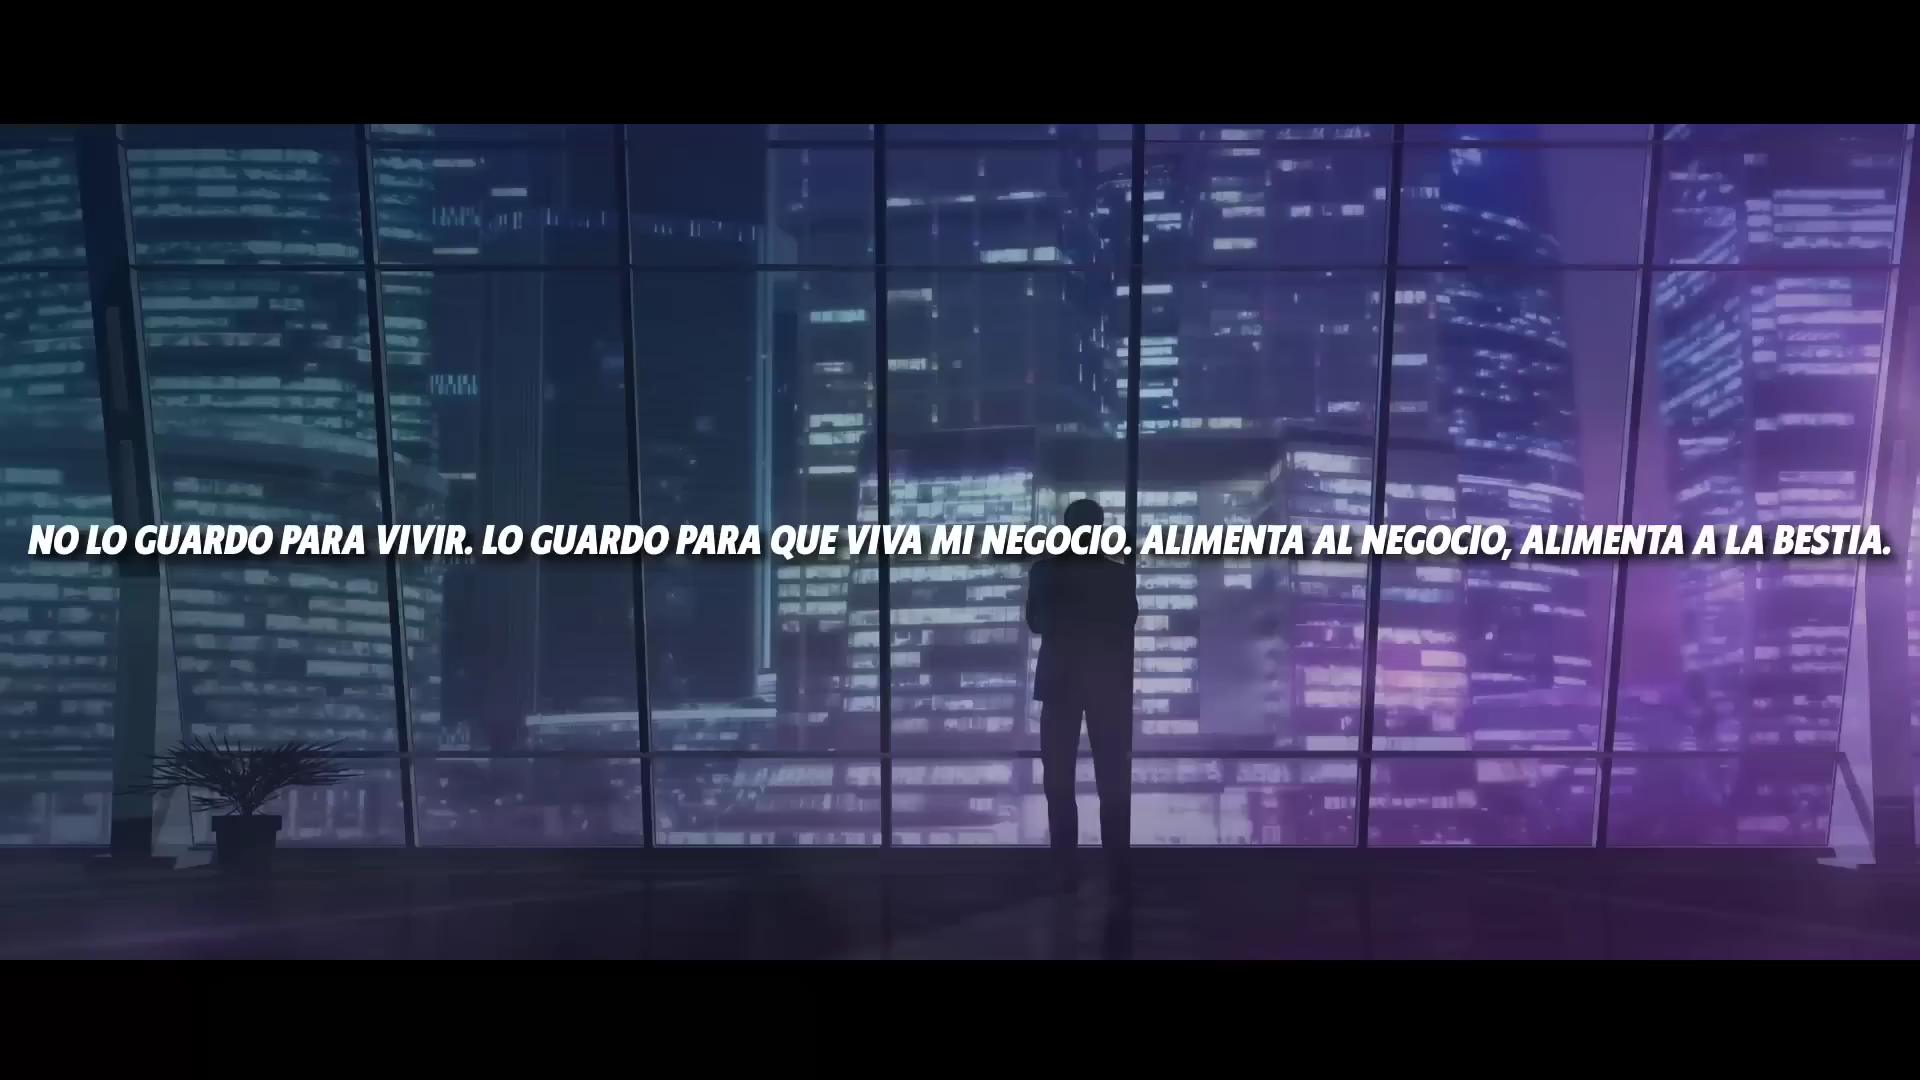 NO LO GUARDO PARA VIVIR. LO GUARDO PARA QUE VIVA MI NEGOCIO. ALIMENTA AL NEGOCIO, ALIMENTA A LA BESTIA.